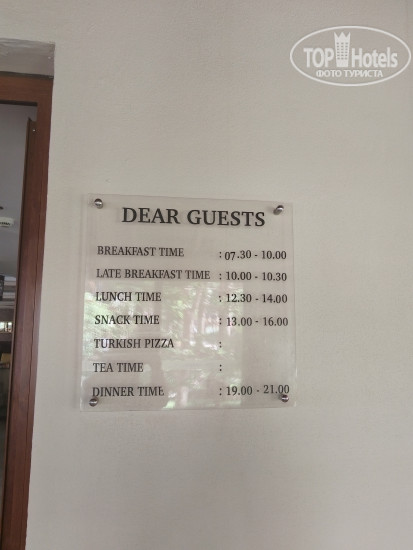 TOP Hotels
ФОТО ТУРИСТА
DEAR GUESTS
BREAKFAST TIME : 07.30 - 10.00
LATE BREAKFAST TIME : 10.00 - 10.30
LUNCH TIME : 12.30 - 14.00
SNACK TIME : 13.00 - 16.00
TURKISH PIZZA :
TEA TIME :
DINNER TIME : 19.00 - 21.00